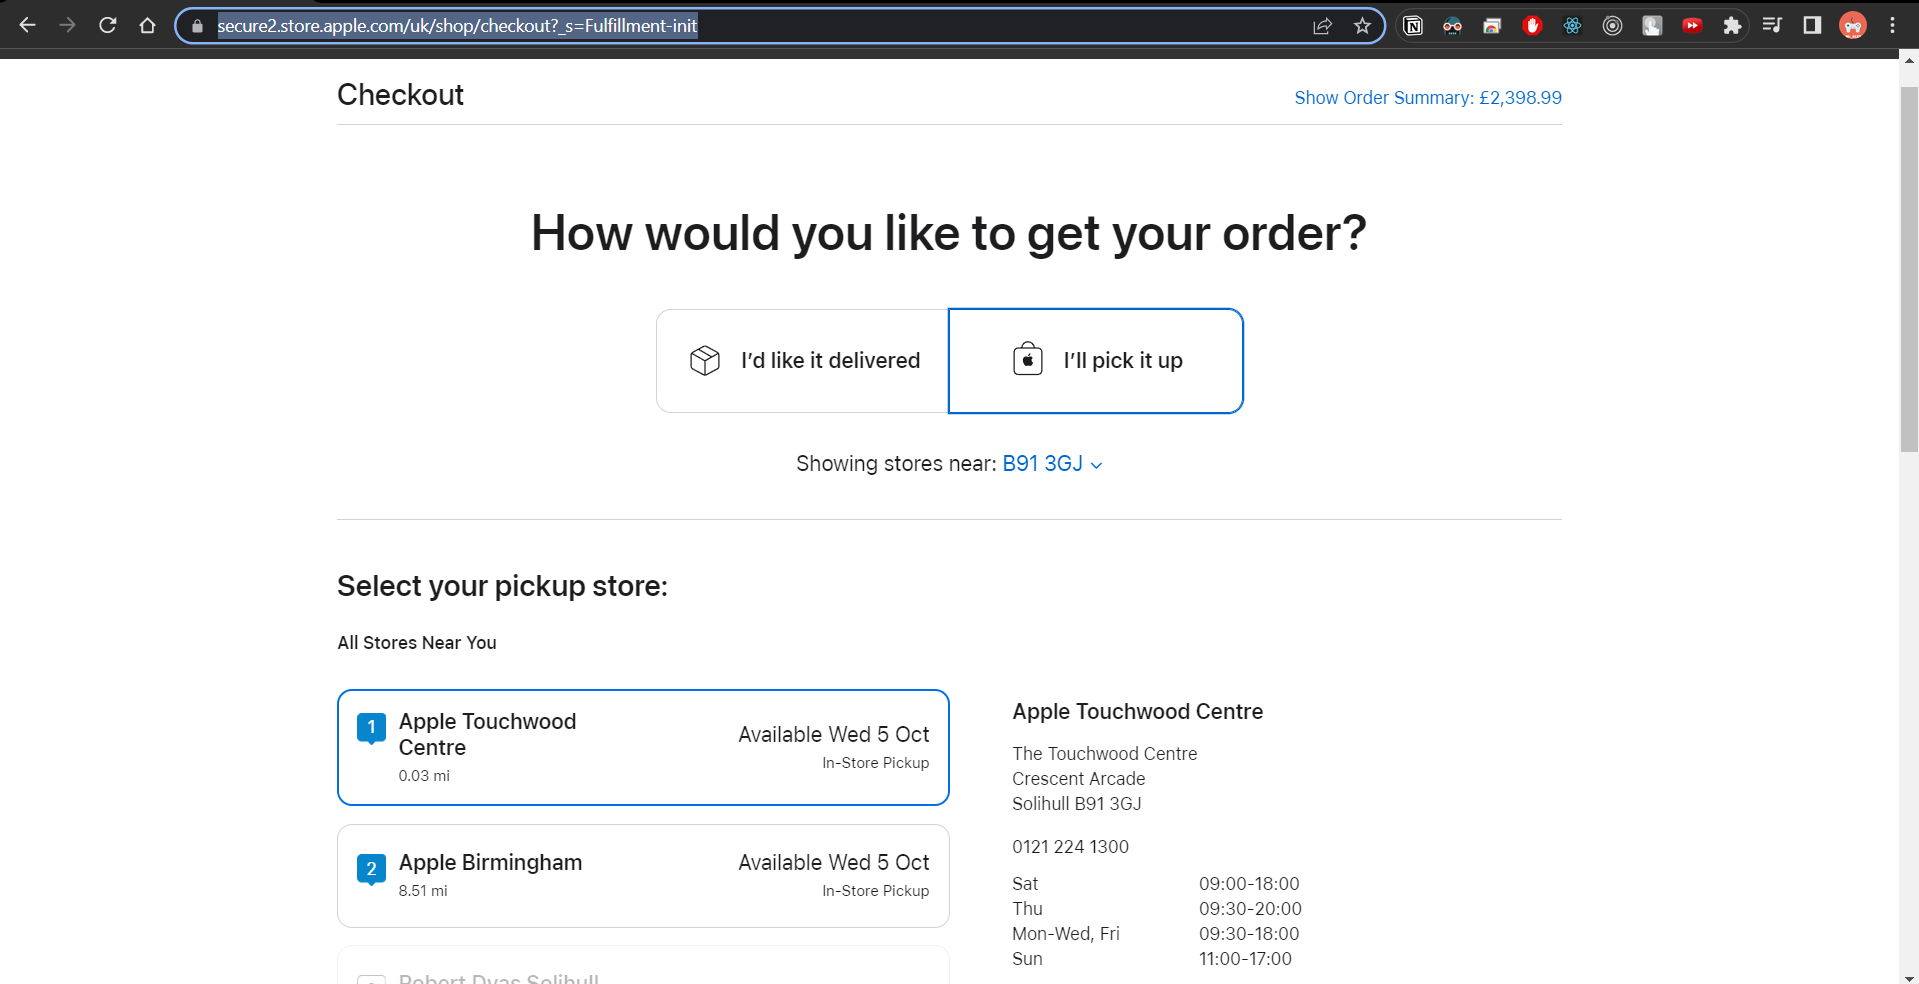 secure2.store.apple.com/uk/shop/checkout?_s=Fulfillment-init
Checkout
Show Order Summary: £2,398.99
How would you like to get your order?
I’d like it delivered
I’ll pick it up
Showing stores near: B91 3GJ
Select your pickup store:
All Stores Near You
1
Apple Touchwood
Centre
0.03 mi
Available Wed 5 Oct
In-Store Pickup
2
Apple Birmingham
8.51 mi
Available Wed 5 Oct
In-Store Pickup
Robert Dyas Solihull
Apple Touchwood Centre
The Touchwood Centre
Crescent Arcade
Solihull B91 3GJ
0121 224 1300
Sat 09:00-18:00
Thu 09:30-20:00
Mon-Wed, Fri 09:30-18:00
Sun 11:00-17:00